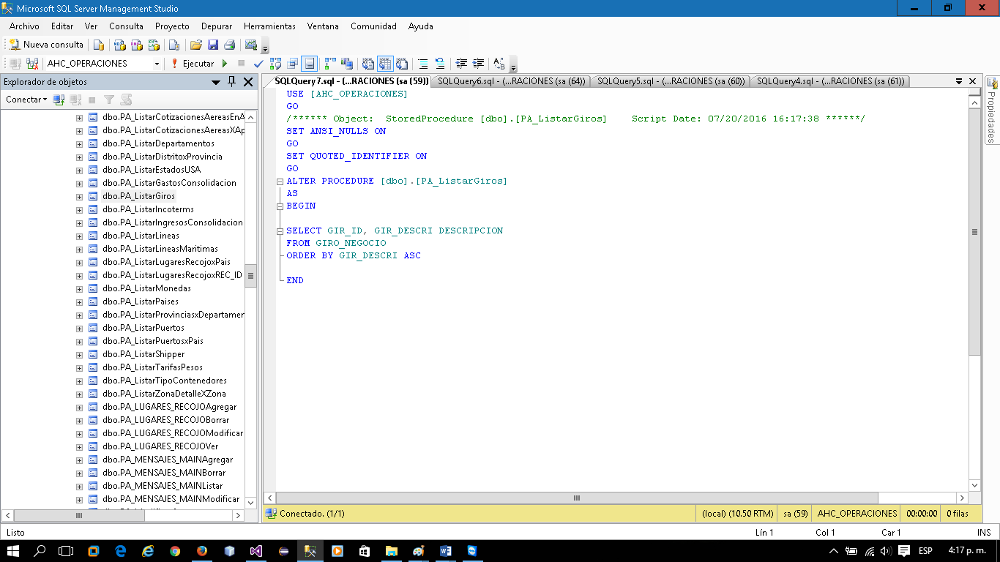 Microsoft SQL Server Management Studio
Archivo Editar Ver Consulta Proyecto Depurar Herramientas Ventana Comunidad Ayuda
Nueva consulta
AHC_OPERACIONES Ejecutar
Explorador de objetos
Conectar
dbo.PA_ListarCotizacionesAereasEnA
dbo.PA_ListarCotizacionesAereasXAp
dbo.PA_ListarDepartamentos
dbo.PA_ListarDistritoxProvincia
dbo.PA_ListarEstadosUSA
dbo.PA_ListarGastosConsolidacion
dbo.PA_ListarGiros
dbo.PA_ListarIncoterms
dbo.PA_ListarIngresosConsolidacion
dbo.PA_ListarLineas
dbo.PA_ListarLineasMaritimas
dbo.PA_ListarLugaresRecojoxPais
dbo.PA_ListarLugaresRecojoxREC_ID
dbo.PA_ListarMonedas
dbo.PA_ListarPaises
dbo.PA_ListarProvinciasxDepartamen
dbo.PA_ListarPuertos
dbo.PA_ListarPuertosxPais
dbo.PA_ListarShipper
dbo.PA_ListarTarifasPesos
dbo.PA_ListarTipoContenedores
dbo.PA_ListarZonaDetalleXZona
dbo.PA_LUGARES_RECOJOAgregar
dbo.PA_LUGARES_RECOJOBorrar
dbo.PA_LUGARES_RECOJOModificar
dbo.PA_LUGARES_RECOJOVer
dbo.PA_MENSAJES_MAINAgregar
dbo.PA_MENSAJES_MAINBorrar
dbo.PA_MENSAJES_MAINListar
dbo.PA_MENSAJES_MAINModificar
SQLQuery7.sql - (...RACIONES (sa (59)) SQLQuery6.sql - (...RACIONES (sa (64)) SQLQuery5.sql - (...RACIONES (sa (60)) SQLQuery4.sql - (...RACIONES (sa (61))
USE [AHC_OPERACIONES]
GO
/****** Object:  StoredProcedure [dbo].[PA_ListarGiros]    Script Date: 07/20/2016 16:17:38 ******/
SET ANSI_NULLS ON
GO
SET QUOTED_IDENTIFIER ON
GO
ALTER PROCEDURE [dbo].[PA_ListarGiros]
AS
BEGIN
SELECT GIR_ID, GIR_DESCRI DESCRIPCION
FROM GIRO_NEGOCIO
ORDER BY GIR_DESCRI ASC
END
Propiedades
Conectado. (1/1) (local) (10.50 RTM) sa (59) AHC_OPERACIONES 00:00:00 0 filas
Listo Lín 1 Col 1 Car 1 INS
ESP 4:17 p. m.